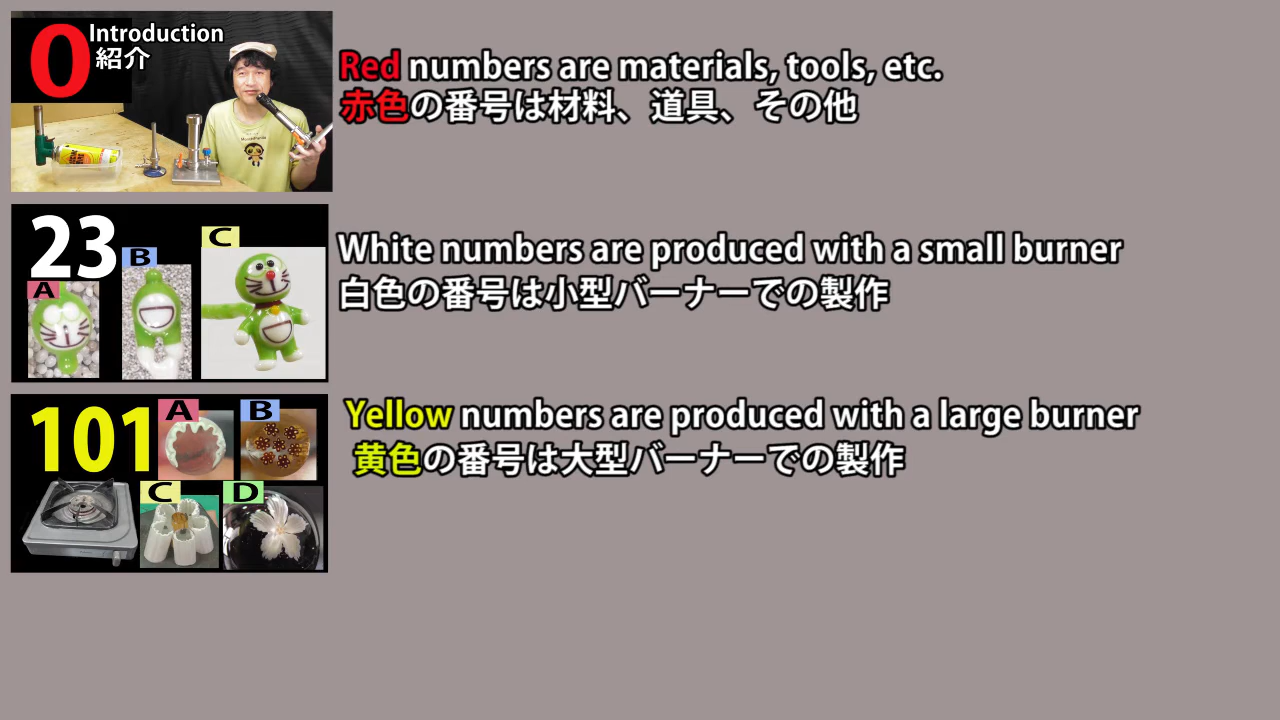 0
Introduction
紹介
Red numbers are materials, tools, etc.
赤色の番号は材料、道具、その他
23
A
B
C
White numbers are produced with a small burner
白色の番号は小型バーナーでの製作
101
A
B
C
D
Yellow numbers are produced with a large burner
黄色の番号は大型バーナーでの製作